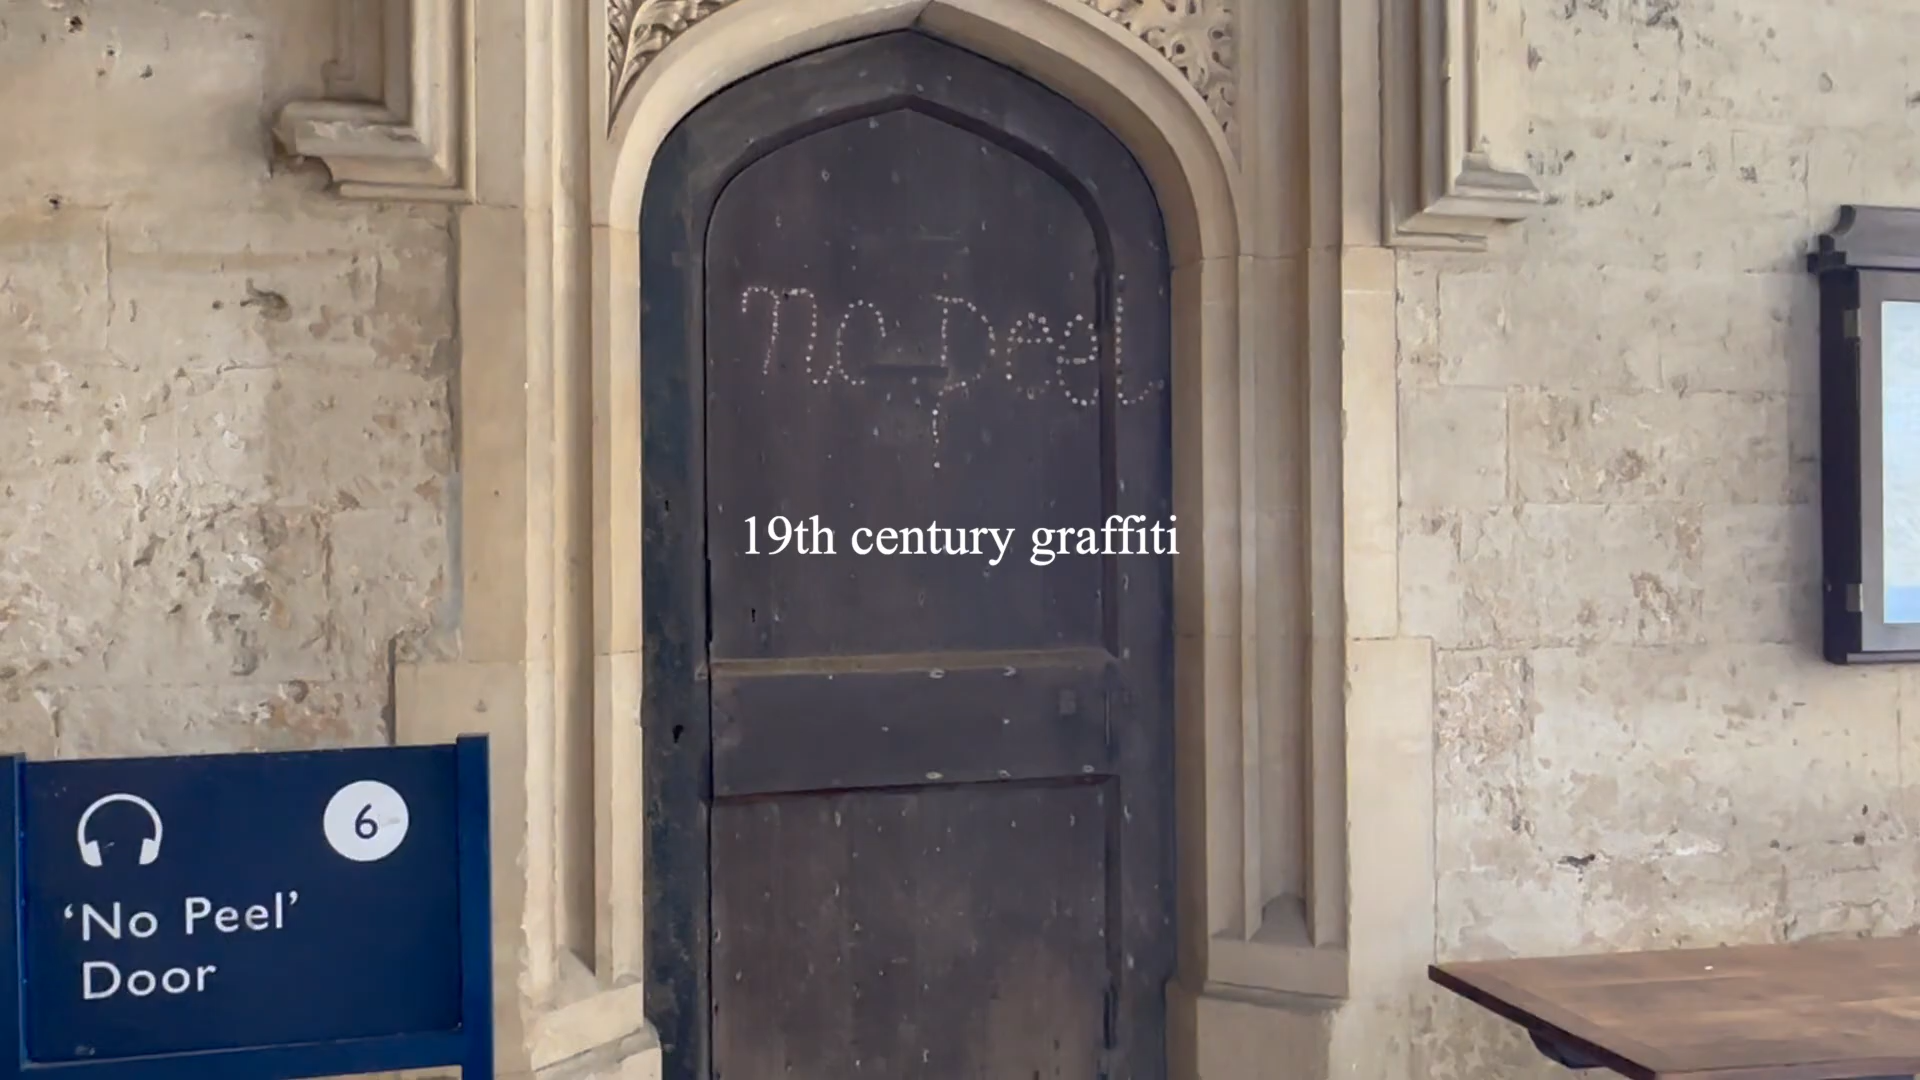 no peel
19th century graffiti
6
‘No Peel’
Door